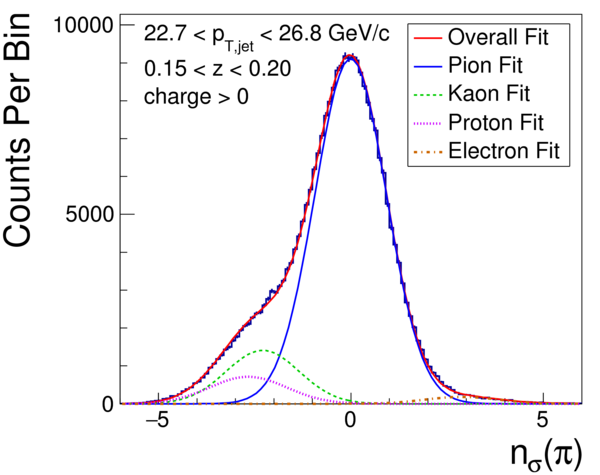 10000
5000
0
Counts Per Bin
22.7 < p_T,jet < 26.8 GeV/c
0.15 < z < 0.20
charge > 0
Overall Fit
Pion Fit
Kaon Fit
Proton Fit
Electron Fit
−5 0 5
n_σ(π)